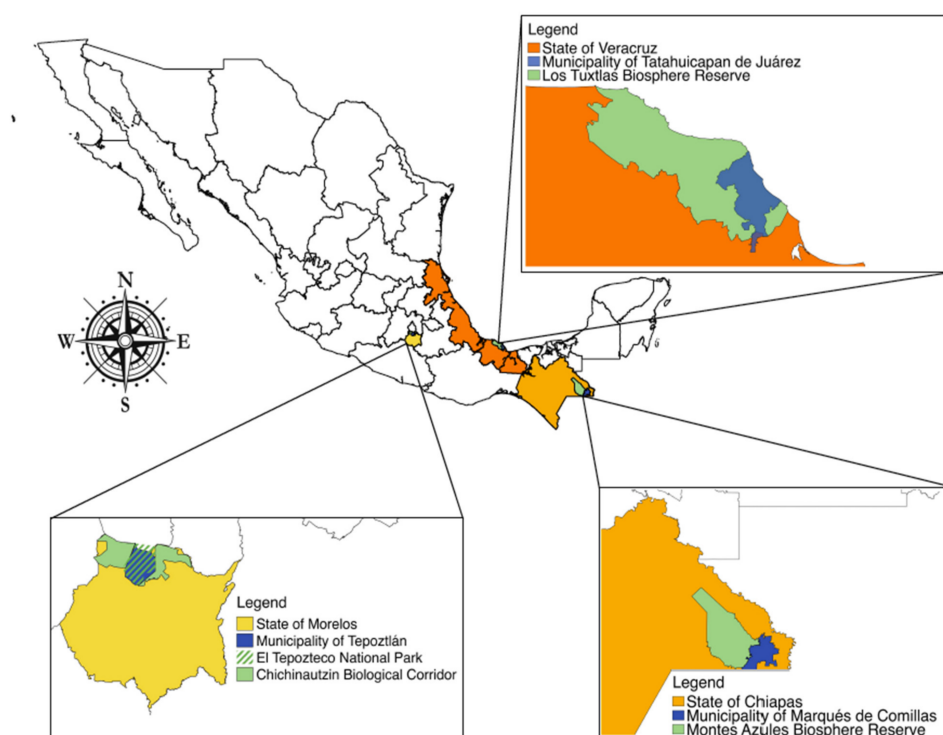 Legend
State of Veracruz
Municipality of Tatahuicapan de Juárez
Los Tuxtlas Biosphere Reserve
N
W E
S
Legend
State of Morelos
Municipality of Tepoztlán
El Tepozteco National Park
Chichinautzin Biological Corridor
Legend
State of Chiapas
Municipality of Marqués de Comillas
Montes Azules Biosphere Reserve